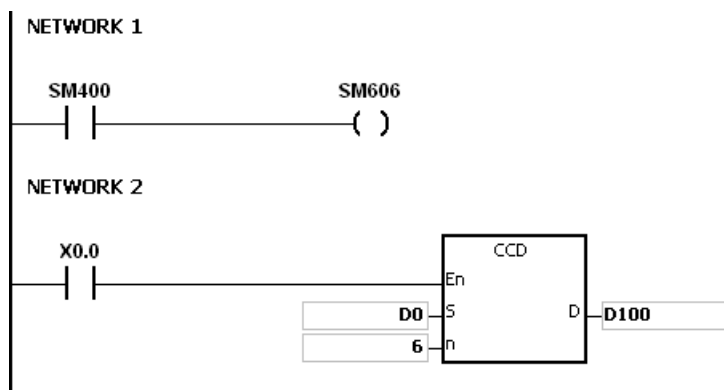 NETWORK 1
SM400 SM606
NETWORK 2
X0.0
CCD
En
D0 S D D100
6 n